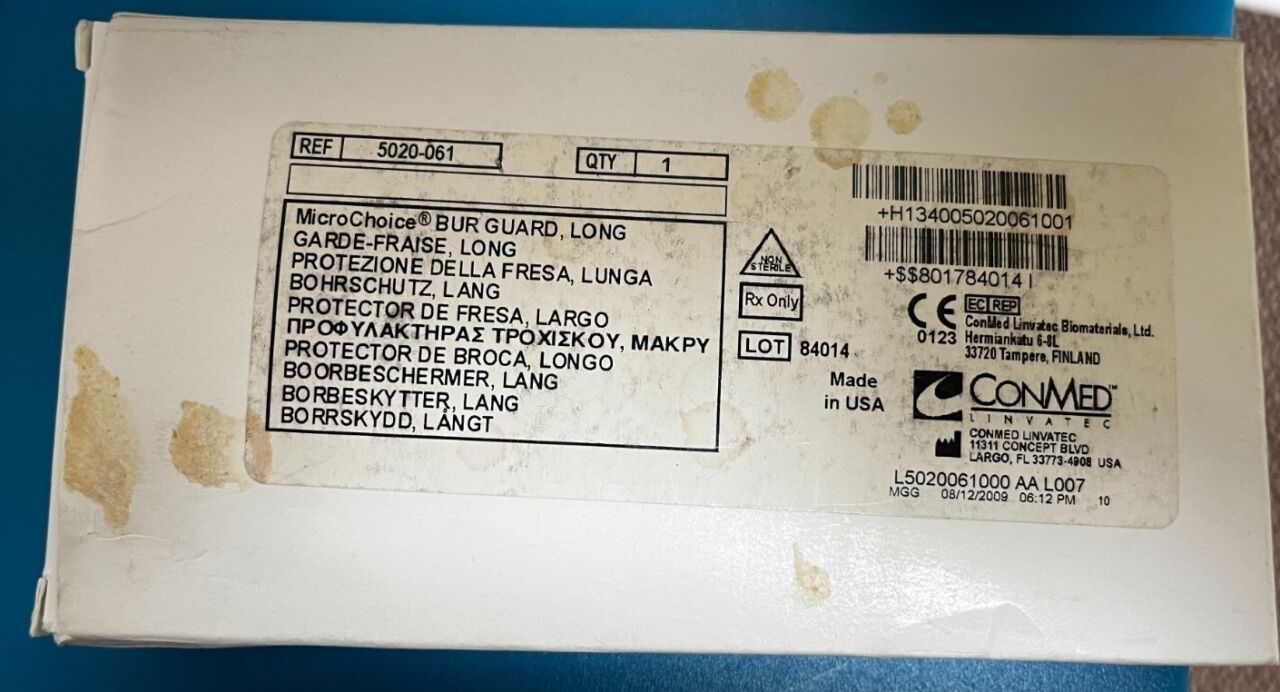 REF 5020-061
QTY 1
MicroChoice® BUR GUARD, LONG
GARDE-FRAISE, LONG
PROTEZIONE DELLA FRESA, LUNGA
BOHRSCHUTZ, LANG
PROTECTOR DE FRESA, LARGO
ΠΡΟΦΥΛΑΚΤΗΡΑΣ ΤΡΟΧΙΣΚΟΥ, ΜΑΚΡΥ
PROTECTOR DE BROCA, LONGO
BOORBESCHERMER, LANG
BORBESKYTTER, LANG
BORRSKYDD, LÅNGT
NON
STERILE
Rx Only
LOT 84014
Made
in USA
+H134005020061001
+$$801784014 I
CE
0123
EC REP
ConMed Linvatec Biomaterials, Ltd.
Hermiankatu 6-8L
33720 Tampere, FINLAND
CONMED™
LINVATEC
CONMED LINVATEC
11311 CONCEPT BLVD
LARGO, FL 33773-4908 USA
L5020061000 AA L007
MGG 08/12/2009 06:12 PM 10